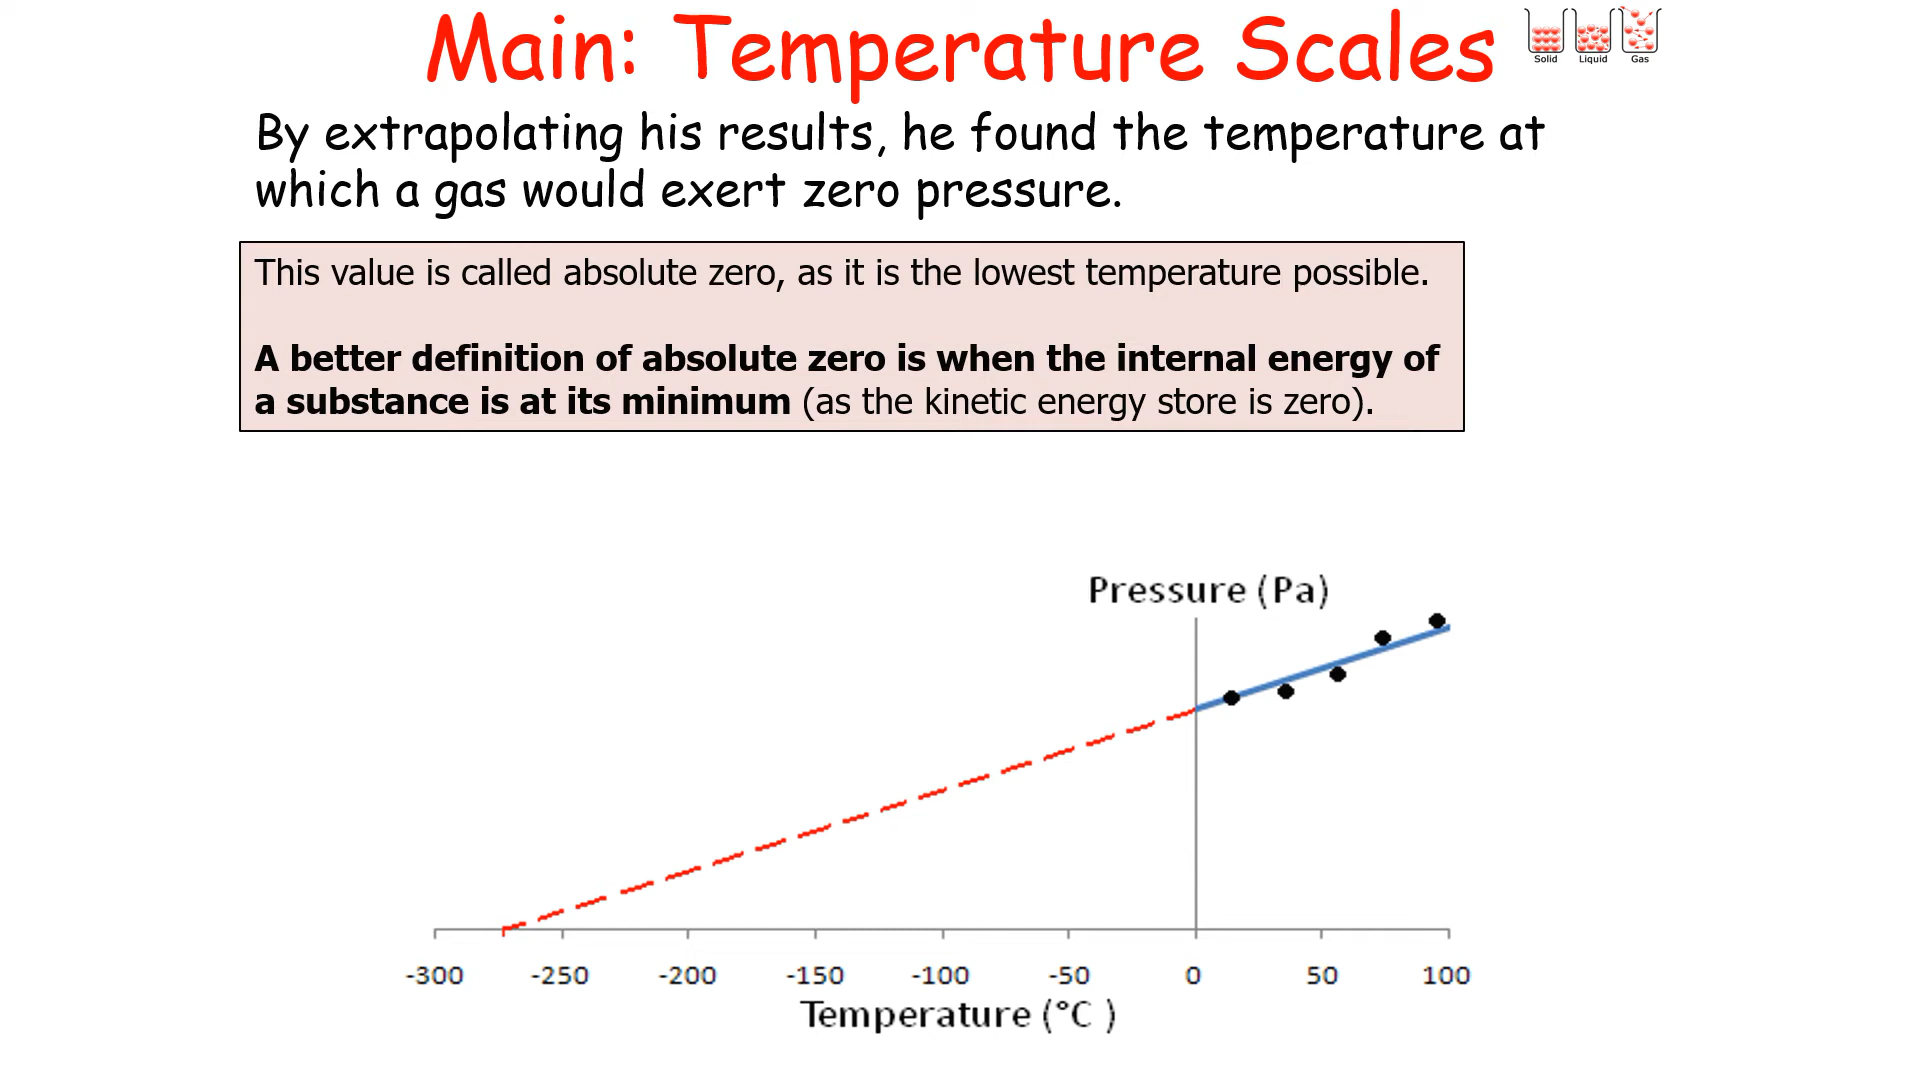 Main: Temperature Scales
Solid Liquid Gas
By extrapolating his results, he found the temperature at
which a gas would exert zero pressure.
This value is called absolute zero, as it is the lowest temperature possible.
A better definition of absolute zero is when the internal energy of
a substance is at its minimum (as the kinetic energy store is zero).
Pressure (Pa)
-300 -250 -200 -150 -100 -50 0 50 100
Temperature (°C )